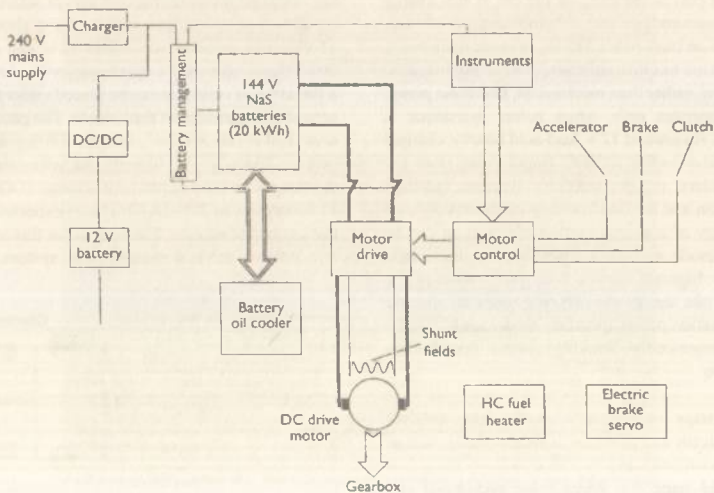 Charger
240 V
mains
supply
Battery management
144 V
NaS
batteries
(20 kWh)
Instruments
DC/DC
Accelerator
Brake
Clutch
12 V
battery
Motor
drive
Motor
control
Battery
oil cooler
Shunt
fields
DC drive
motor
HC fuel
heater
Electric
brake
servo
Gearbox